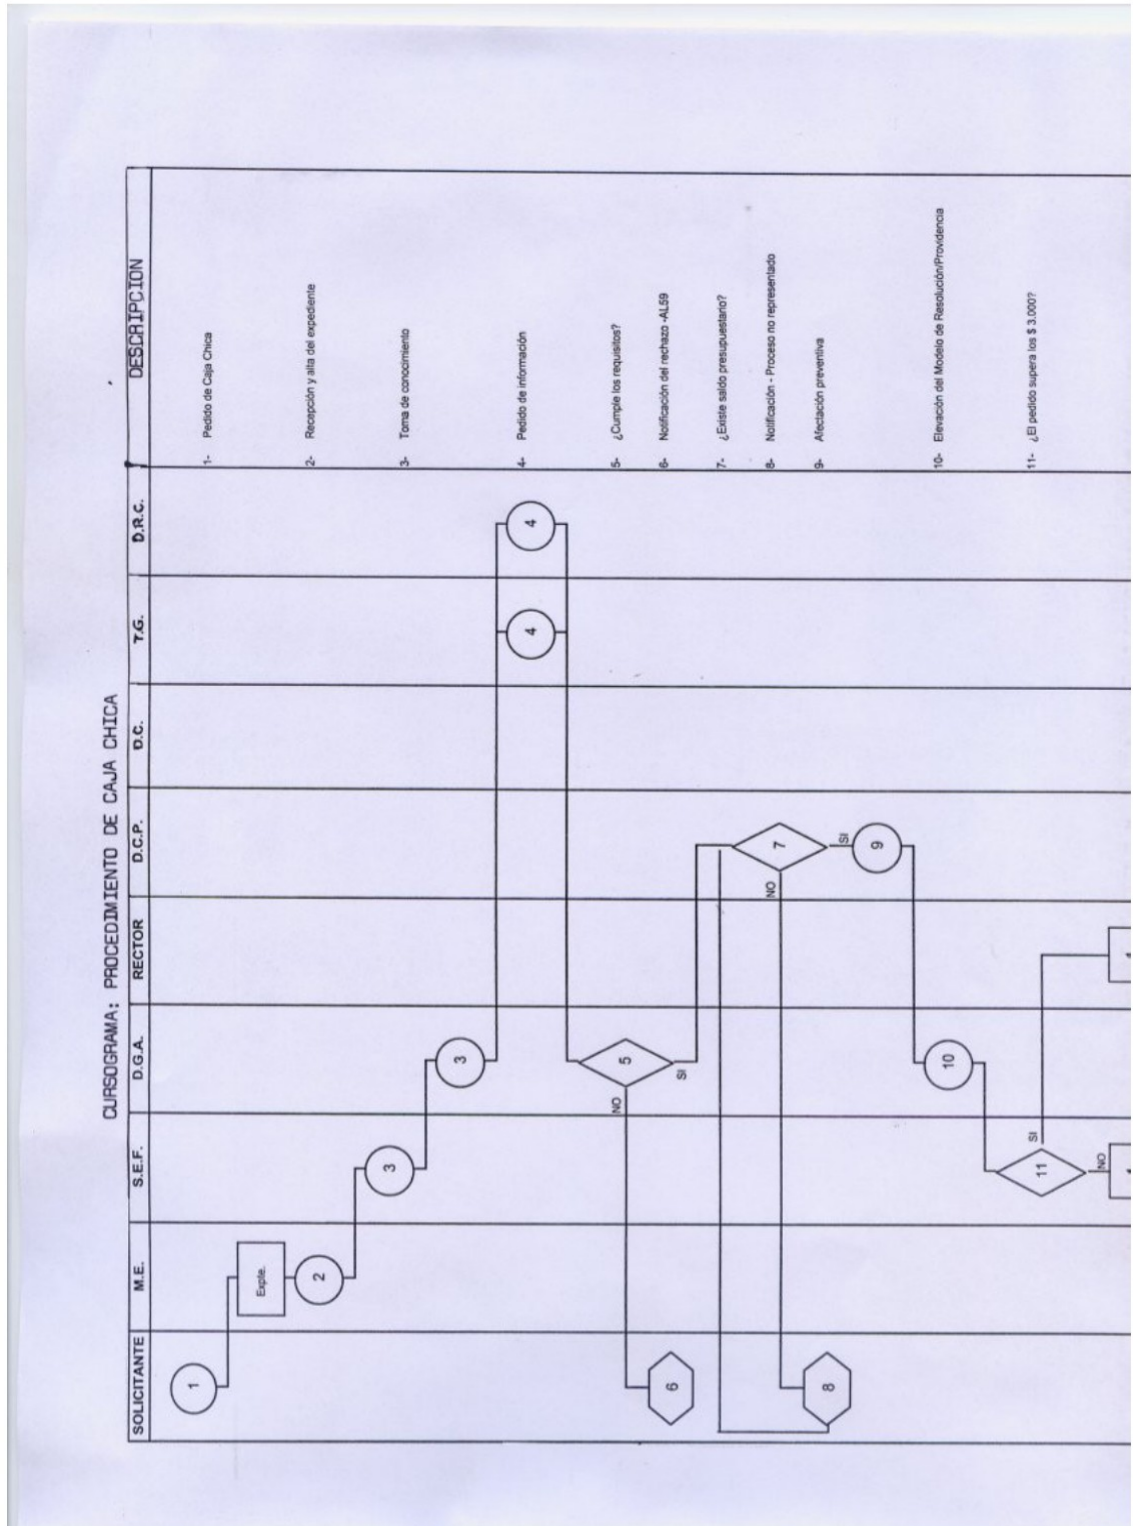 CURSOGRAMA: PROCEDIMIENTO DE CAJA CHICA
SOLICITANTE
M.E.
S.E.F.
D.G.A.
RECTOR
D.C.P.
D.C.
T.G.
D.R.C.
DESCRIPCION
1
1- Pedido de Caja Chica
Expte.
2
2- Recepción y alta del expediente
3
3- Toma de conocimiento
3
4
4
4- Pedido de información
NO
5
SI
5- ¿Cumple los requisitos?
6
6- Notificación del rechazo -AL59
7- ¿Existe saldo presupuestario?
8
NO
7
SI
8- Notificación - Proceso no representado
9
9- Afectación preventiva
10
10- Elevación del Modelo de Resolución/Providencia
11
SI
NO
11- ¿El pedido supera los $ 3.000?